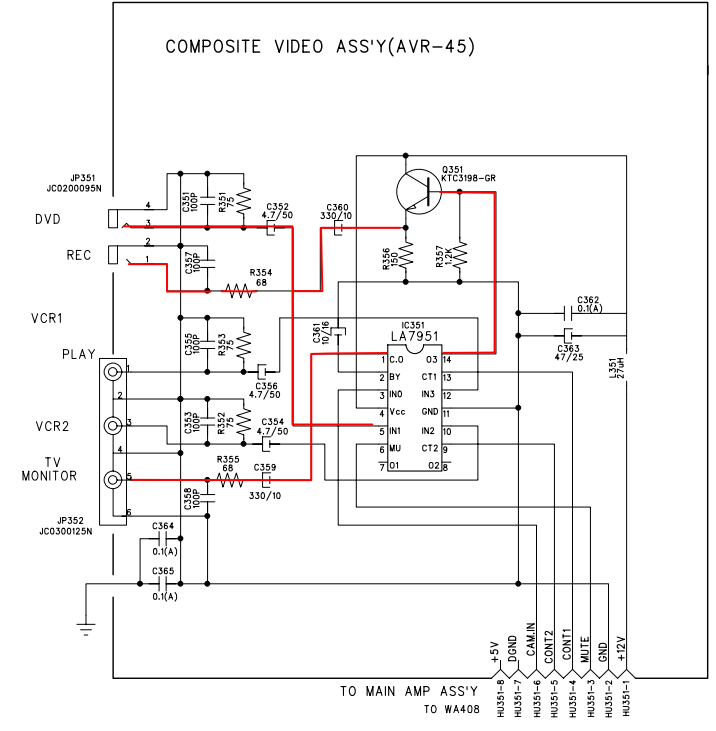 COMPOSITE VIDEO ASS'Y(AVR-45)
JP351
JC0200095N
DVD
4
3
REC
2
1
C351
100P
R351
75
C352
4.7/50
C360
330/10
Q351
KTC3198-GR
C357
100P
R354
68
R356
150
R357
1.2K
VCR1
PLAY
C355
100P
R353
75
C356
4.7/50
C361
10/16
IC351
LA7951
1 C.O O3 14
2 BY CT1 13
3 IN0 IN3 12
4 Vcc GND 11
5 IN1 IN2 10
6 MU CT2 9
7 O1 O2 8
C362
0.1(A)
C363
47/25
L351
27uH
VCR2
TV
MONITOR
1
2
3
4
5
6
C353
100P
R352
75
C354
4.7/50
R355
68
C359
330/10
C358
100P
JP352
JC0300125N
C364
0.1(A)
C365
0.1(A)
+5V
DGND
CAM.IN
CONT2
CONT1
MUTE
GND
+12V
HU351-8
HU351-7
HU351-6
HU351-5
HU351-4
HU351-3
HU351-2
HU351-1
TO MAIN AMP ASS'Y
TO WA408